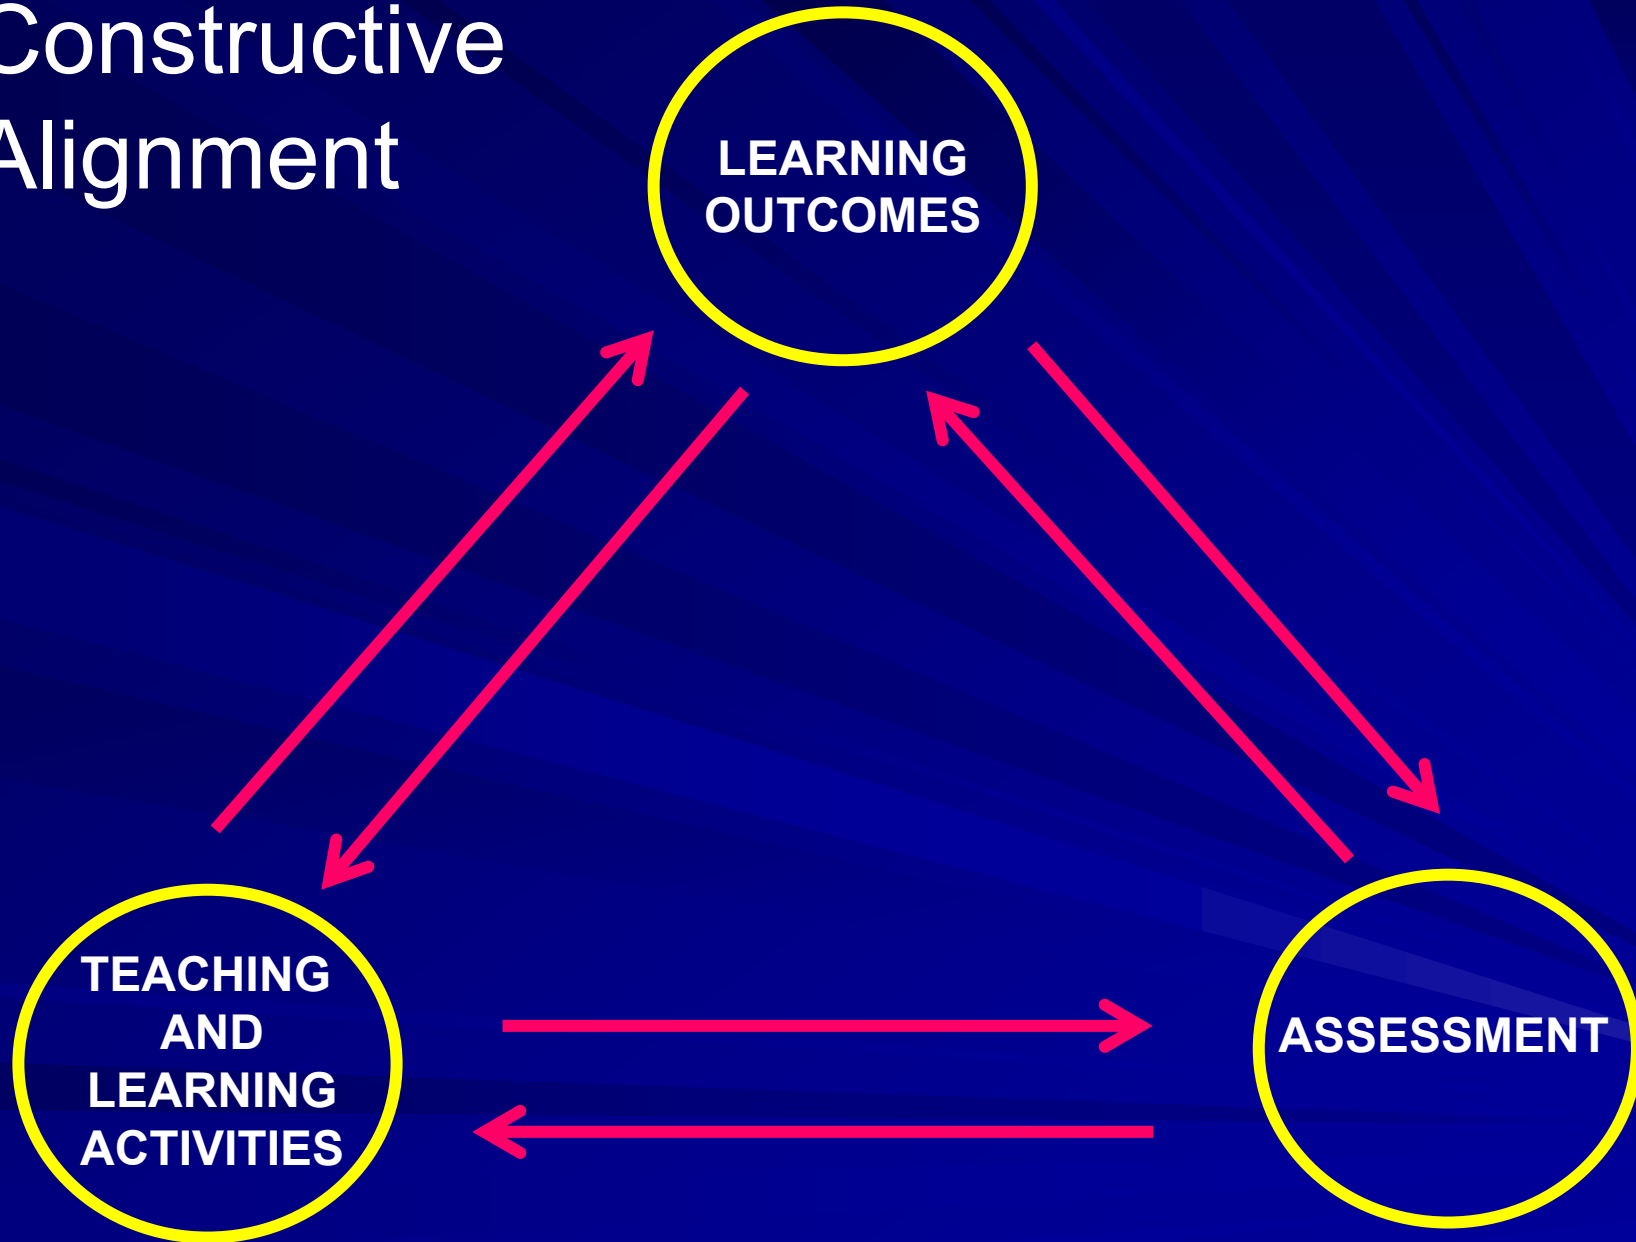 Constructive
Alignment
LEARNING
OUTCOMES
TEACHING
AND
LEARNING
ACTIVITIES
ASSESSMENT